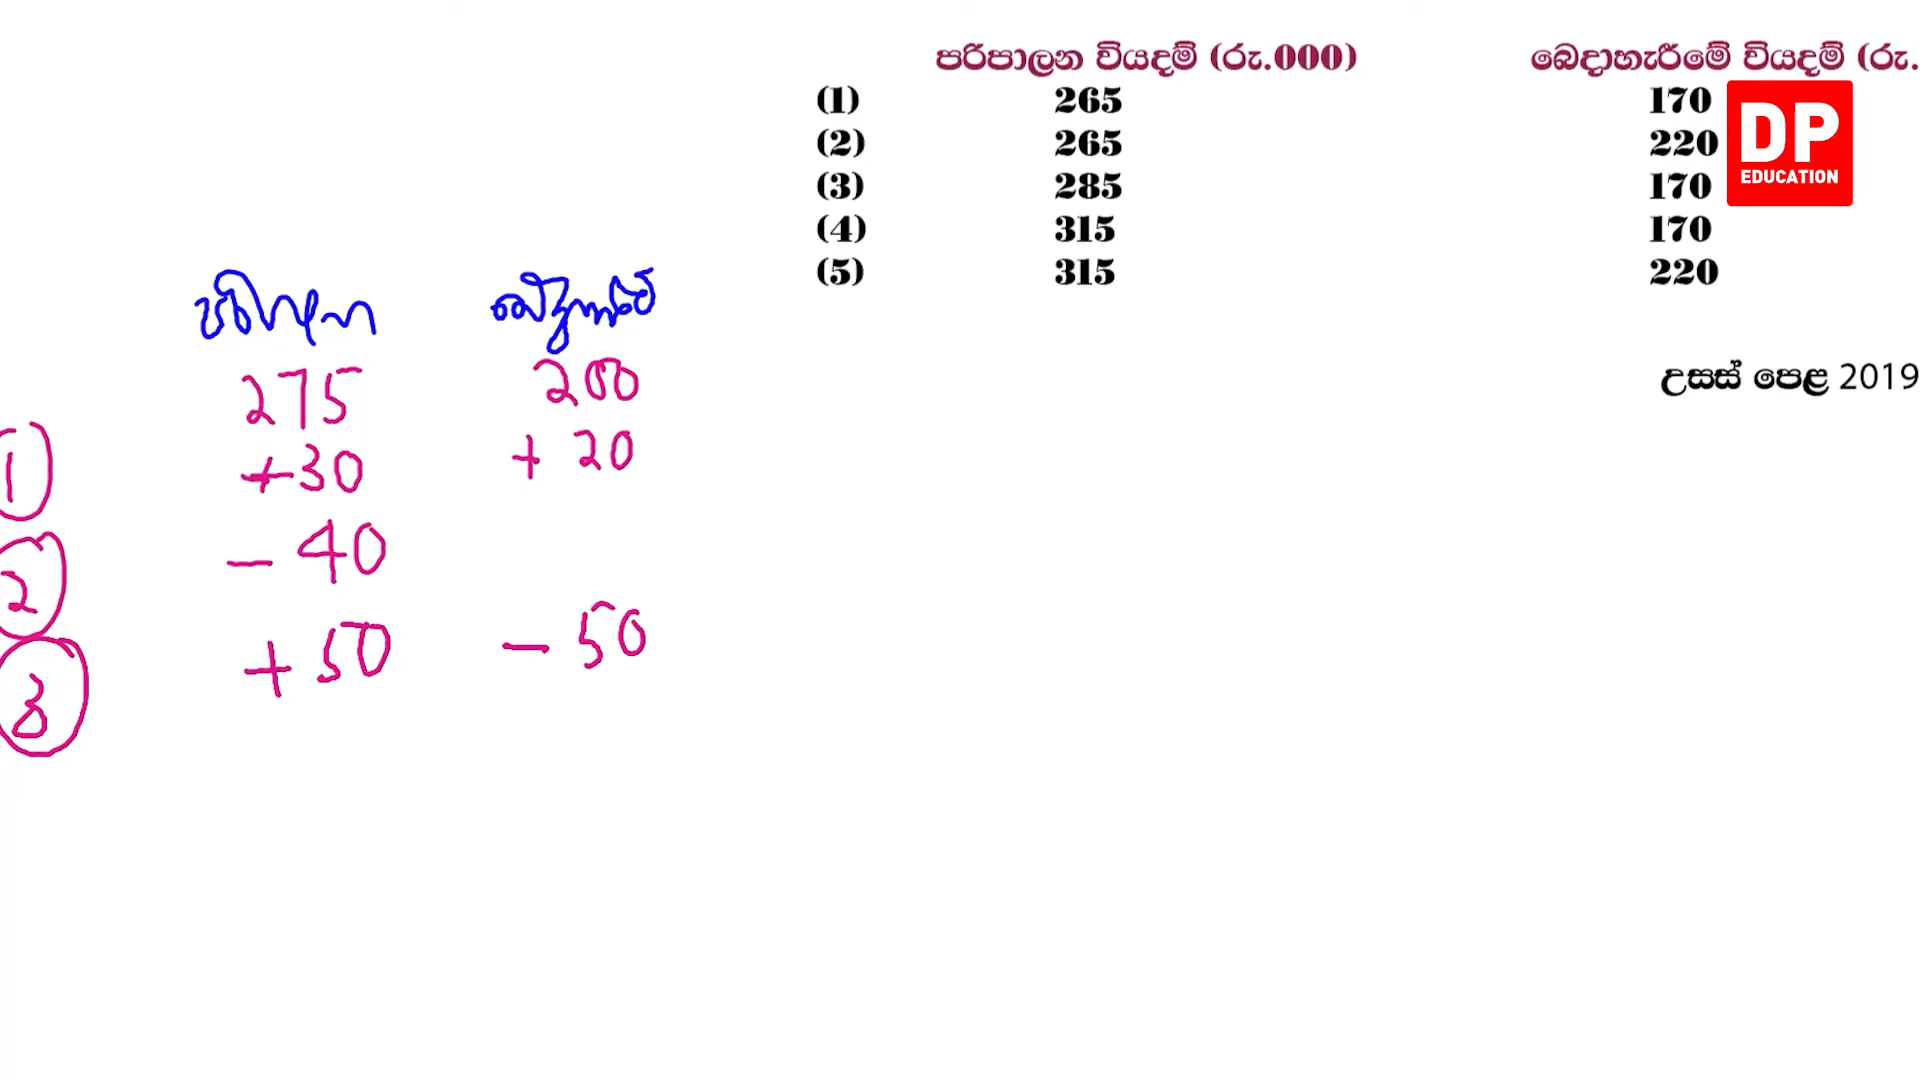 පරිපාලන වියදම් (රු.000) බෙදාහැරීමේ වියදම් (රු.
(1) 265 170
(2) 265 220
(3) 285 170
(4) 315 170
(5) 315 220
DP
EDUCATION
උසස් පෙළ 2019
පරිපාලන බෙදාහැරීම්
275 200
1 +30 + 20
2 - 40
3 + 50 - 50